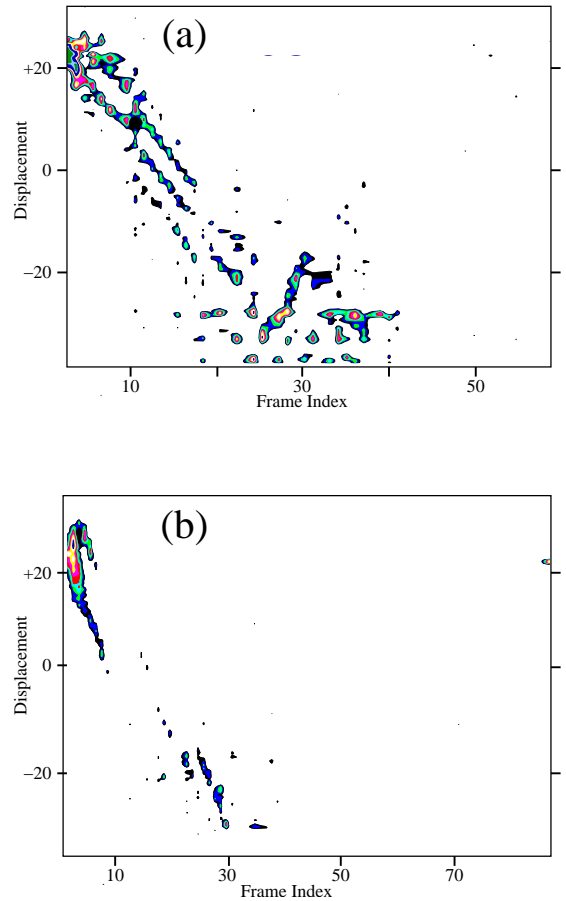 (a)
+20
0
−20
Displacement
10
30
50
Frame Index
(b)
+20
0
−20
Displacement
10
30
50
70
Frame Index